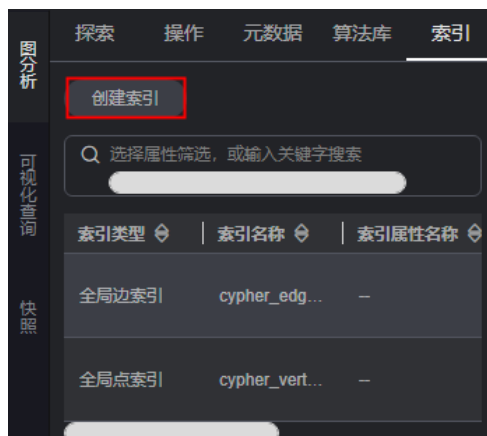 图分析
可视化查询
快照
探索 操作 元数据 算法库 索引
创建索引
选择属性筛选，或输入关键字搜索
索引类型 索引名称 索引属性名称
全局边索引 cypher_edg... --
全局点索引 cypher_vert... --